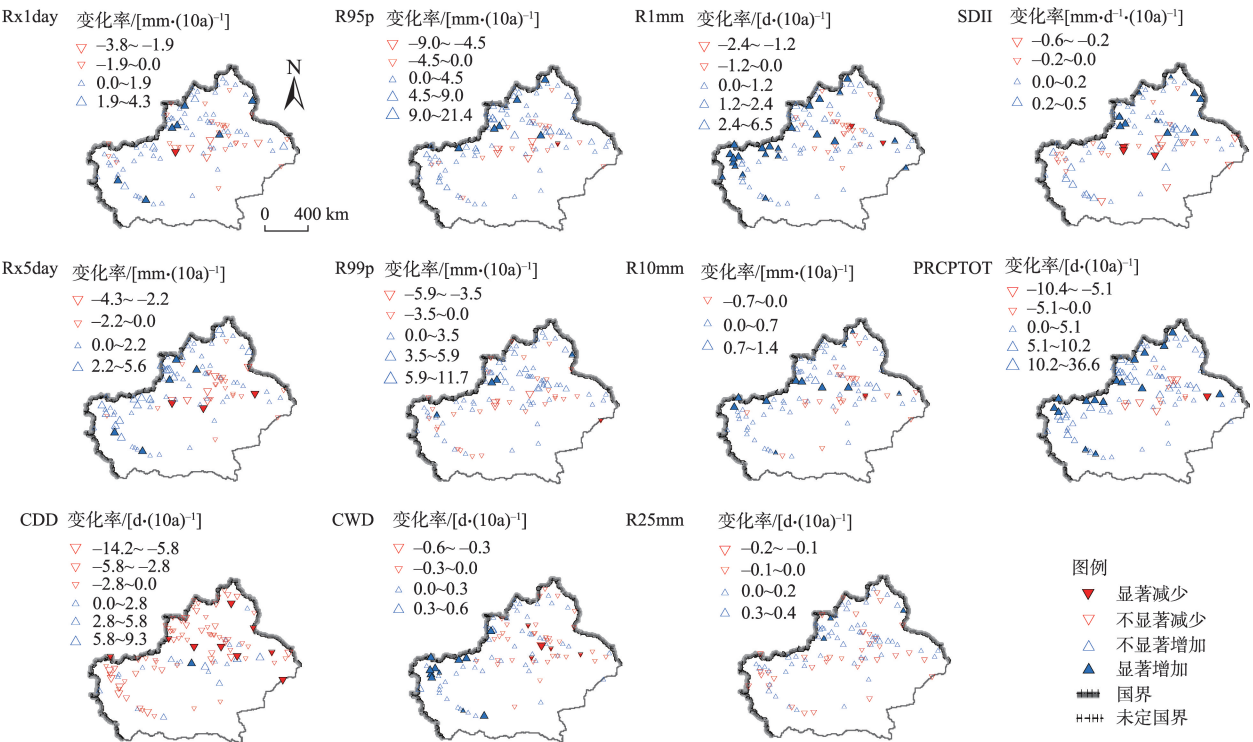 Rx1day 变化率/[mm·(10a)⁻¹]
–3.8~ –1.9
–1.9~0.0
0.0~1.9
1.9~4.3
N
0 400 km
R95p 变化率/[mm·(10a)⁻¹]
–9.0~ –4.5
–4.5~0.0
0.0~4.5
4.5~9.0
9.0~21.4
R1mm 变化率/[d·(10a)⁻¹]
–2.4~ –1.2
–1.2~0.0
0.0~1.2
1.2~2.4
2.4~6.5
SDII 变化率[mm·d⁻¹·(10a)⁻¹]
–0.6~ –0.2
–0.2~0.0
0.0~0.2
0.2~0.5
Rx5day 变化率/[mm·(10a)⁻¹]
–4.3~ –2.2
–2.2~0.0
0.0~2.2
2.2~5.6
R99p 变化率/[mm·(10a)⁻¹]
–5.9~ –3.5
–3.5~0.0
0.0~3.5
3.5~5.9
5.9~11.7
R10mm 变化率/[mm·(10a)⁻¹]
–0.7~0.0
0.0~0.7
0.7~1.4
PRCPTOT 变化率/[d·(10a)⁻¹]
–10.4~ –5.1
–5.1~0.0
0.0~5.1
5.1~10.2
10.2~36.6
CDD 变化率/[d·(10a)⁻¹]
–14.2~ –5.8
–5.8~ –2.8
–2.8~0.0
0.0~2.8
2.8~5.8
5.8~9.3
CWD 变化率/[d·(10a)⁻¹]
–0.6~ –0.3
–0.3~0.0
0.0~0.3
0.3~0.6
R25mm 变化率/[d·(10a)⁻¹]
–0.2~ –0.1
–0.1~0.0
0.0~0.2
0.3~0.4
图例
显著减少
不显著减少
不显著增加
显著增加
国界
未定国界